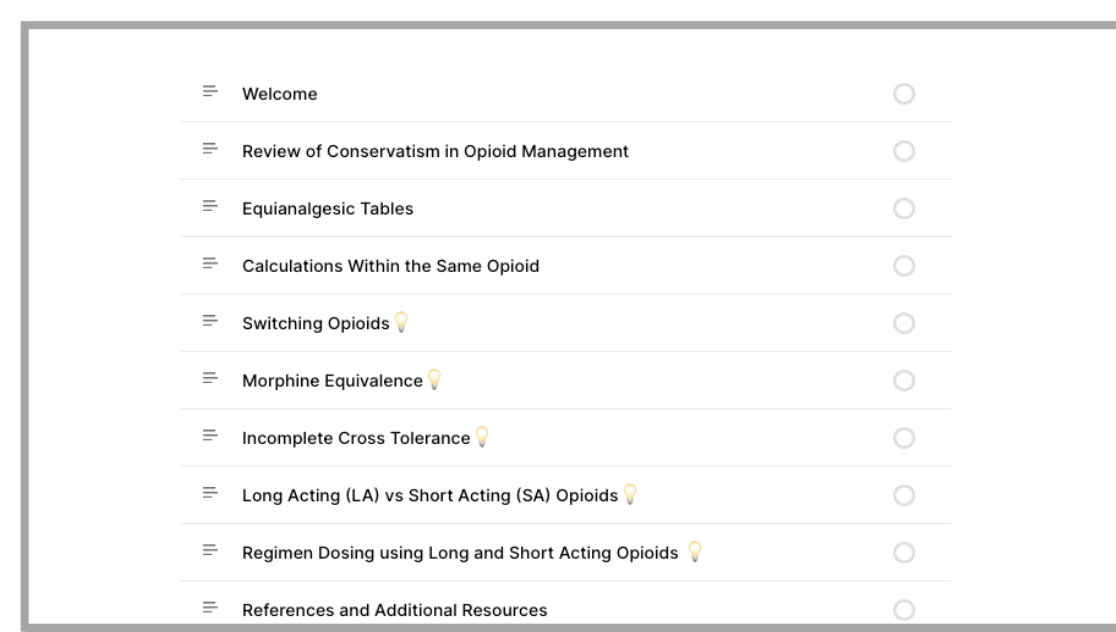 Welcome
Review of Conservatism in Opioid Management
Equianalgesic Tables
Calculations Within the Same Opioid
Switching Opioids💡
Morphine Equivalence💡
Incomplete Cross Tolerance💡
Long Acting (LA) vs Short Acting (SA) Opioids💡
Regimen Dosing using Long and Short Acting Opioids 💡
References and Additional Resources